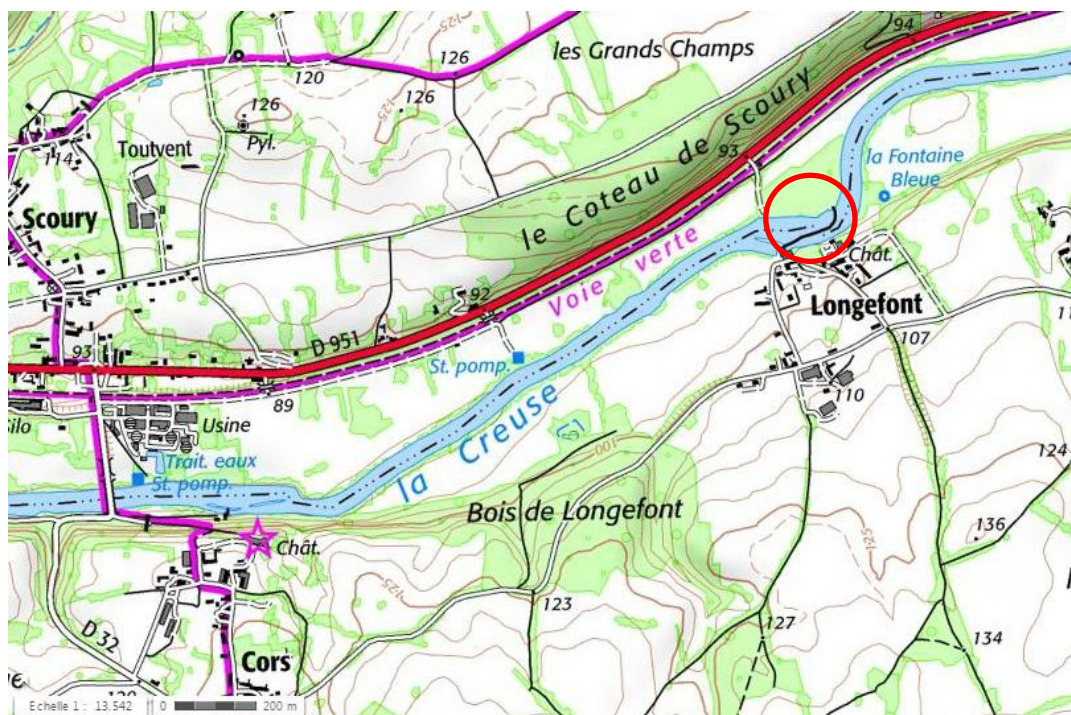 94
les Grands Champs
126
120
126
126
Pyl.
114
Toutvent
Scoury
le Coteau de Scoury
93
la Fontaine
Bleue
Voie verte
Chât.
Longefont
92
D 951
St. pomp.
107
93
89
110
Usine
Trait. eaux
St. pomp.
la Creuse
100
124
Bois de Longefont
125
136
Chât.
125
123
127
134
D 32
Cors
Echelle 1 : 13.542
0
200 m